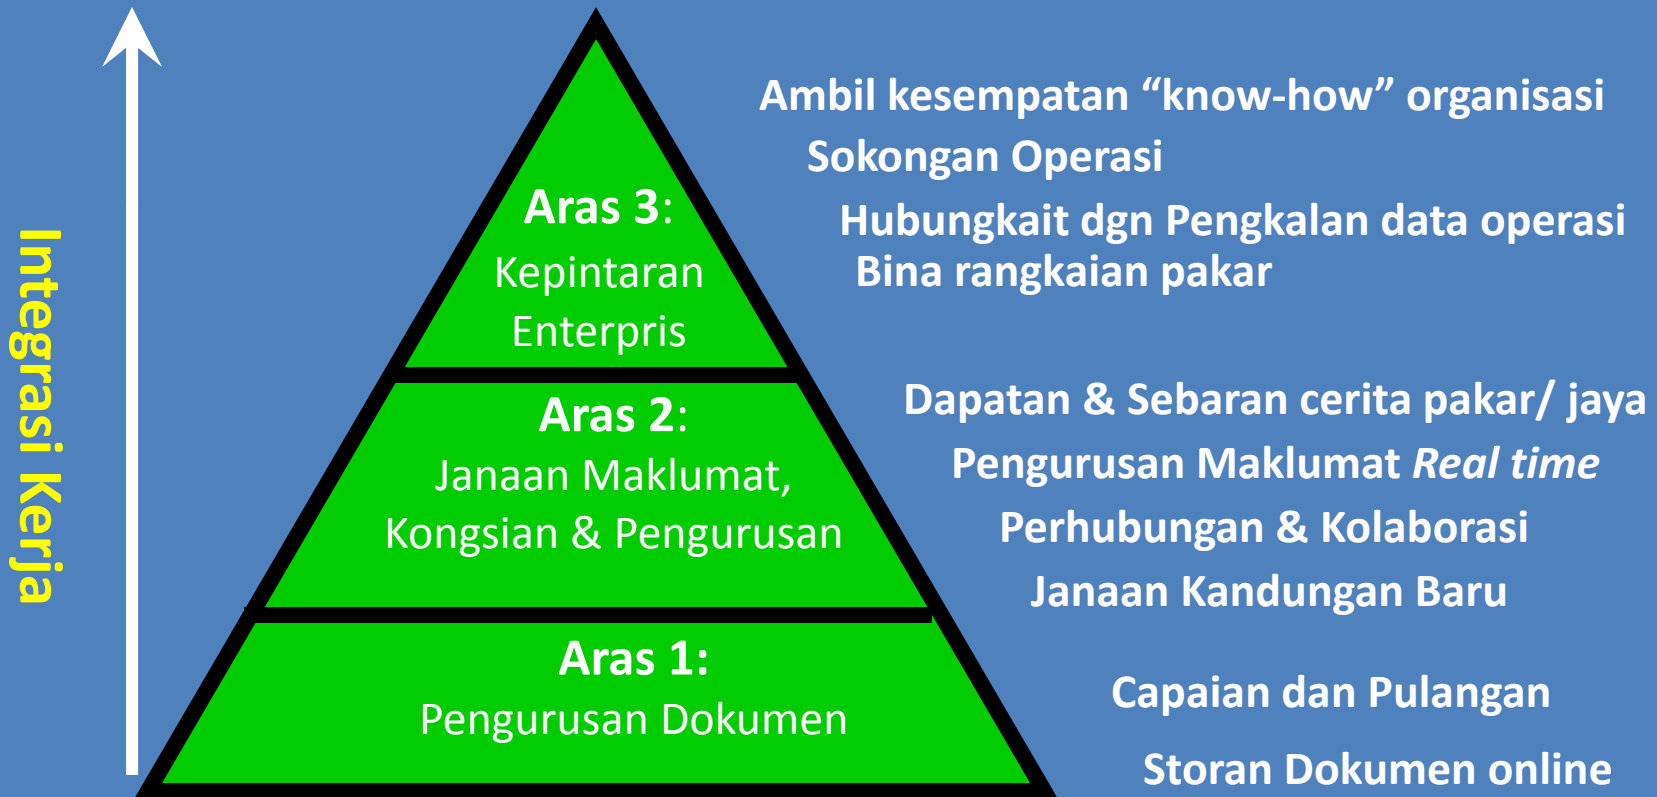 Integrasi Kerja
Ambil kesempatan “know-how” organisasi
Sokongan Operasi
Hubungkait dgn Pengkalan data operasi
Bina rangkaian pakar
Aras 3:
Kepintaran
Enterpris
Dapatan & Sebaran cerita pakar/ jaya
Pengurusan Maklumat Real time
Perhubungan & Kolaborasi
Janaan Kandungan Baru
Aras 2:
Janaan Maklumat,
Kongsian & Pengurusan
Aras 1:
Pengurusan Dokumen
Capaian dan Pulangan
Storan Dokumen online